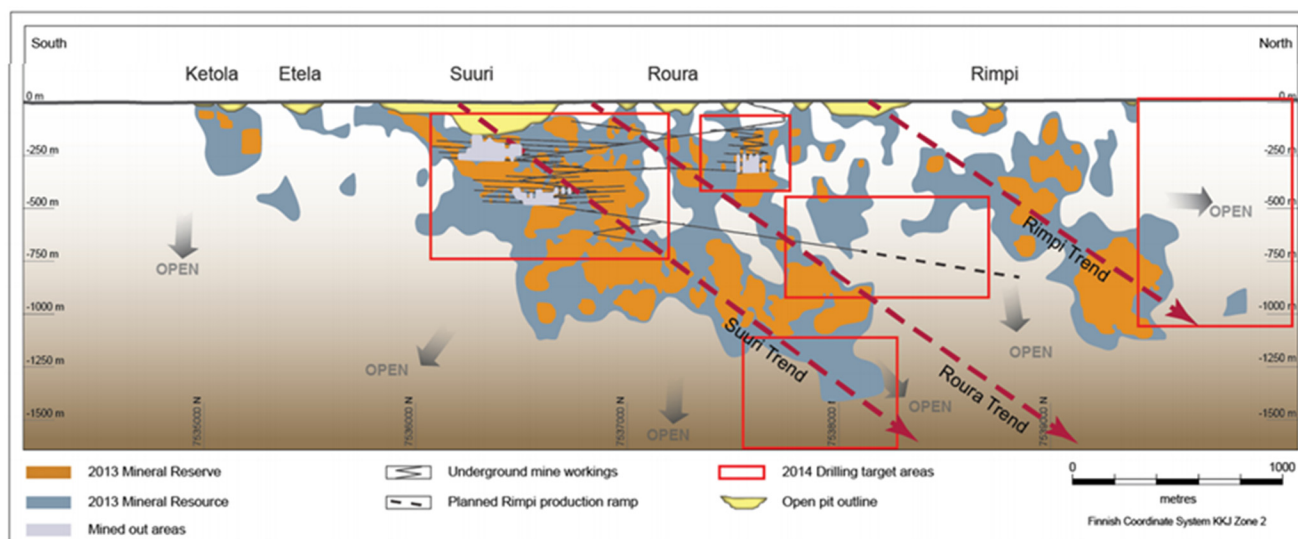 South
North
Ketola
Etela
Suuri
Roura
Rimpi
0 m
0 m
-250 m
-250 m
-500 m
-500 m
-750 m
-750 m
-1000 m
-1000 m
-1250 m
-1250 m
-1500 m
-1500 m
OPEN
OPEN
OPEN
OPEN
OPEN
OPEN
Suuri Trend
Roura Trend
Rimpi Trend
7535000 N
7536000 N
7537000 N
7538000 N
7539000 N
2013 Mineral Reserve
2013 Mineral Resource
Mined out areas
Underground mine workings
Planned Rimpi production ramp
2014 Drilling target areas
Open pit outline
0
1000
metres
Finnish Coordinate System KKJ Zone 2